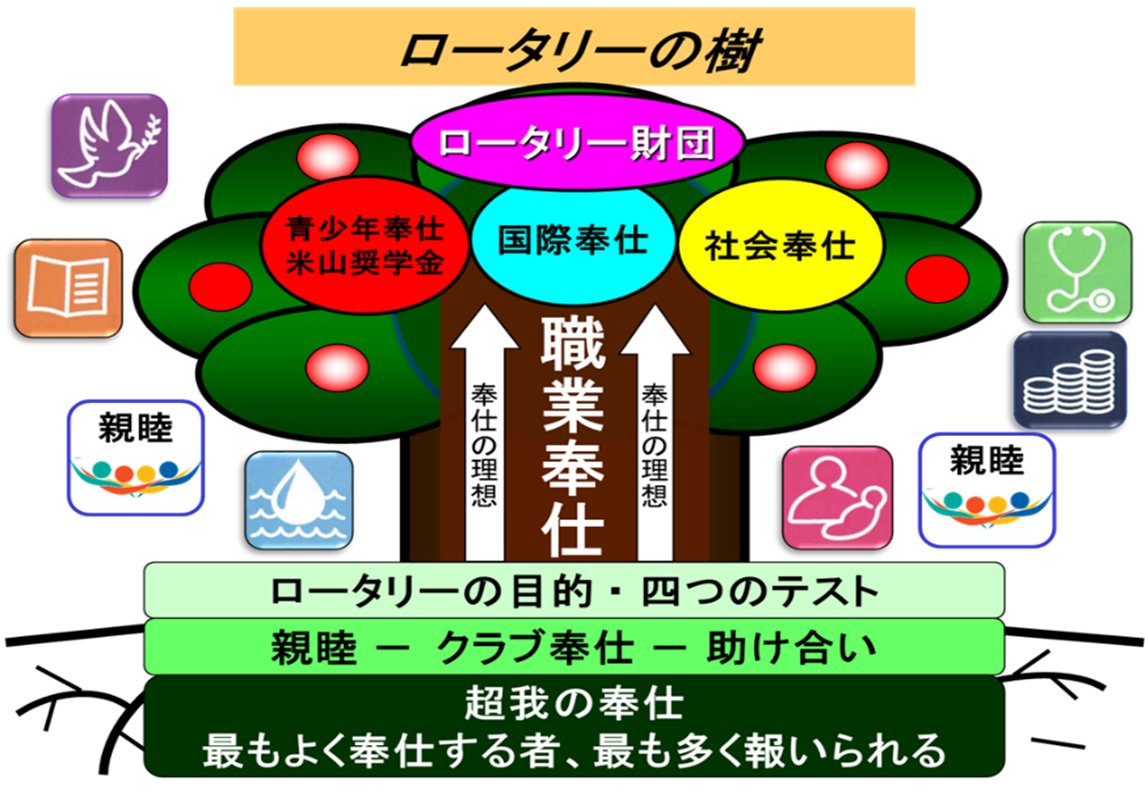 ロータリーの樹
ロータリー財団
青少年奉仕
米山奨学金
国際奉仕
社会奉仕
職業奉仕
奉仕の理想
奉仕の理想
親睦
親睦
ロータリーの目的・四つのテスト
親睦 － クラブ奉仕 － 助け合い
超我の奉仕
最もよく奉仕する者、最も多く報いられる